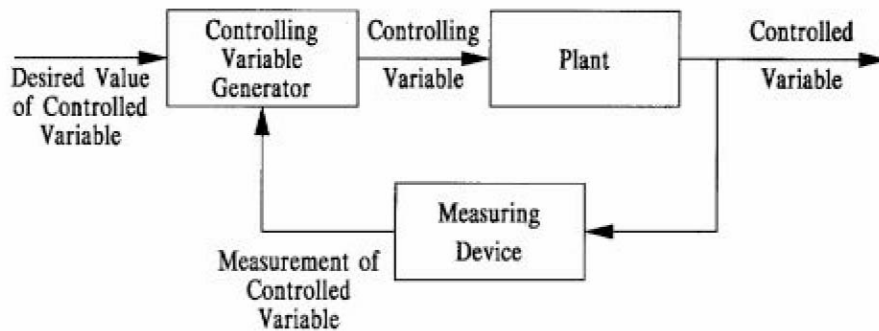 Controlling
Variable
Generator
Controlling
Variable
Plant
Controlled
Variable
Desired Value
of Controlled
Variable
Measuring
Device
Measurement of
Controlled
Variable